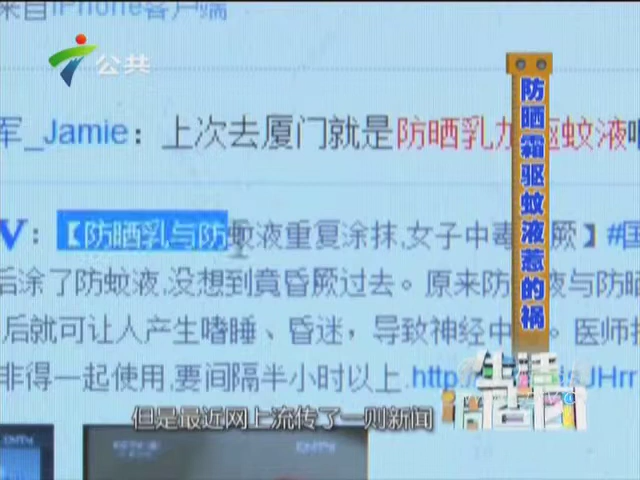 来自iPhone客户端
公共
军_Jamie：上次去厦门就是防晒乳加驱蚊液
V：【防晒乳与防蚊液重复涂抹,女子中毒 厥】#国
后涂了防蚊液,没想到竟昏厥过去。原来防 液与防晒
后就可让人产生嗜睡、昏迷，导致神经中 。医师
非得一起使用,要间隔半小时以上.http:// JHrr
防晒霜驱蚊液惹的祸
生活
但是最近网上流传了一则新闻